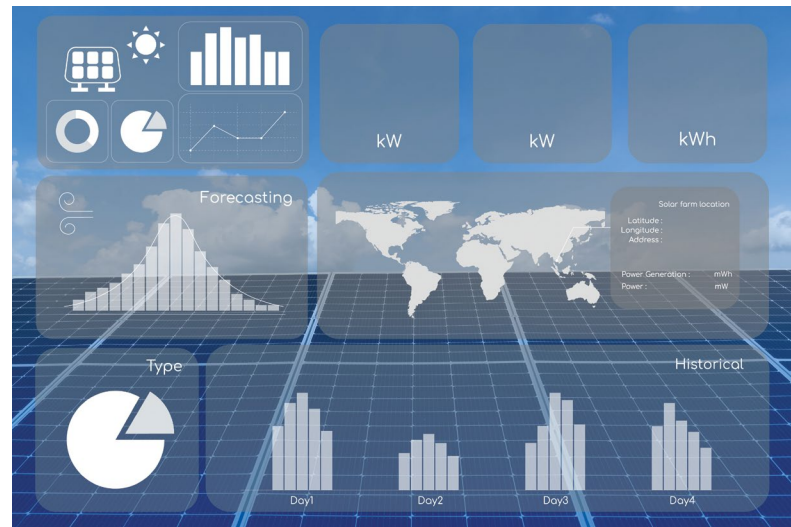 kW
kW
kWh
Forecasting
Solar farm location
Latitude :
Longitude :
Address :
Power Generation : mWh
Power : mW
Type
Historical
Day1
Day2
Day3
Day4